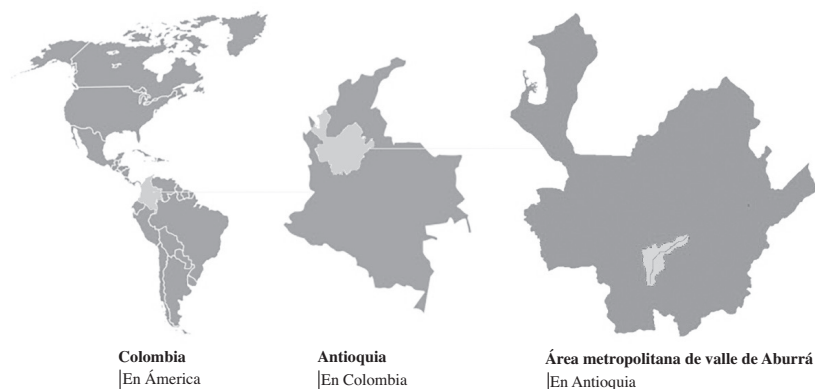 Colombia
|En Ámerica
Antioquia
|En Colombia
Área metropolitana de valle de Aburrá
|En Antioquia